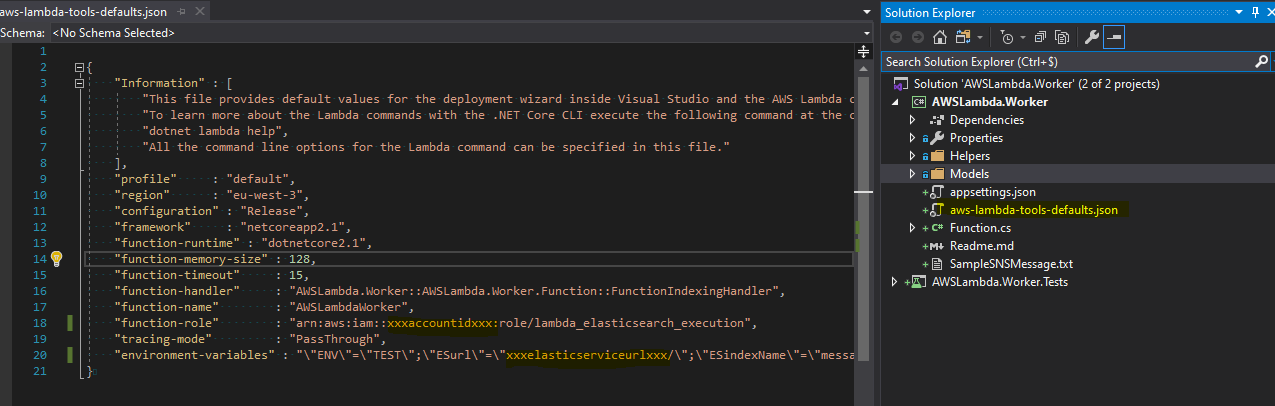 aws-lambda-tools-defaults.json
Schema: <No Schema Selected>
1
2 {
3 "Information" : [
4 "This file provides default values for the deployment wizard inside Visual Studio and the AWS Lambda c
5 "To learn more about the Lambda commands with the .NET Core CLI execute the following command at the c
6 "dotnet lambda help",
7 "All the command line options for the Lambda command can be specified in this file."
8 ],
9 "profile" : "default",
10 "region" : "eu-west-3",
11 "configuration" : "Release",
12 "framework" : "netcoreapp2.1",
13 "function-runtime" : "dotnetcore2.1",
14 "function-memory-size" : 128,
15 "function-timeout" : 15,
16 "function-handler" : "AWSLambda.Worker::AWSLambda.Worker.Function::FunctionIndexingHandler",
17 "function-name" : "AWSLambdaWorker",
18 "function-role" : "arn:aws:iam::xxxaccountidxxx:role/lambda_elasticsearch_execution",
19 "tracing-mode" : "PassThrough",
20 "environment-variables" : "\"ENV\"=\"TEST\";\"ESurl\"=\"xxxelasticserviceurlxxx/\";\"ESindexName\"=\"messa
21 }
Solution Explorer
Search Solution Explorer (Ctrl+$)
Solution 'AWSLambda.Worker' (2 of 2 projects)
C# AWSLambda.Worker
Dependencies
Properties
Helpers
Models
appsettings.json
aws-lambda-tools-defaults.json
C# Function.cs
Readme.md
SampleSNSMessage.txt
AWSLambda.Worker.Tests